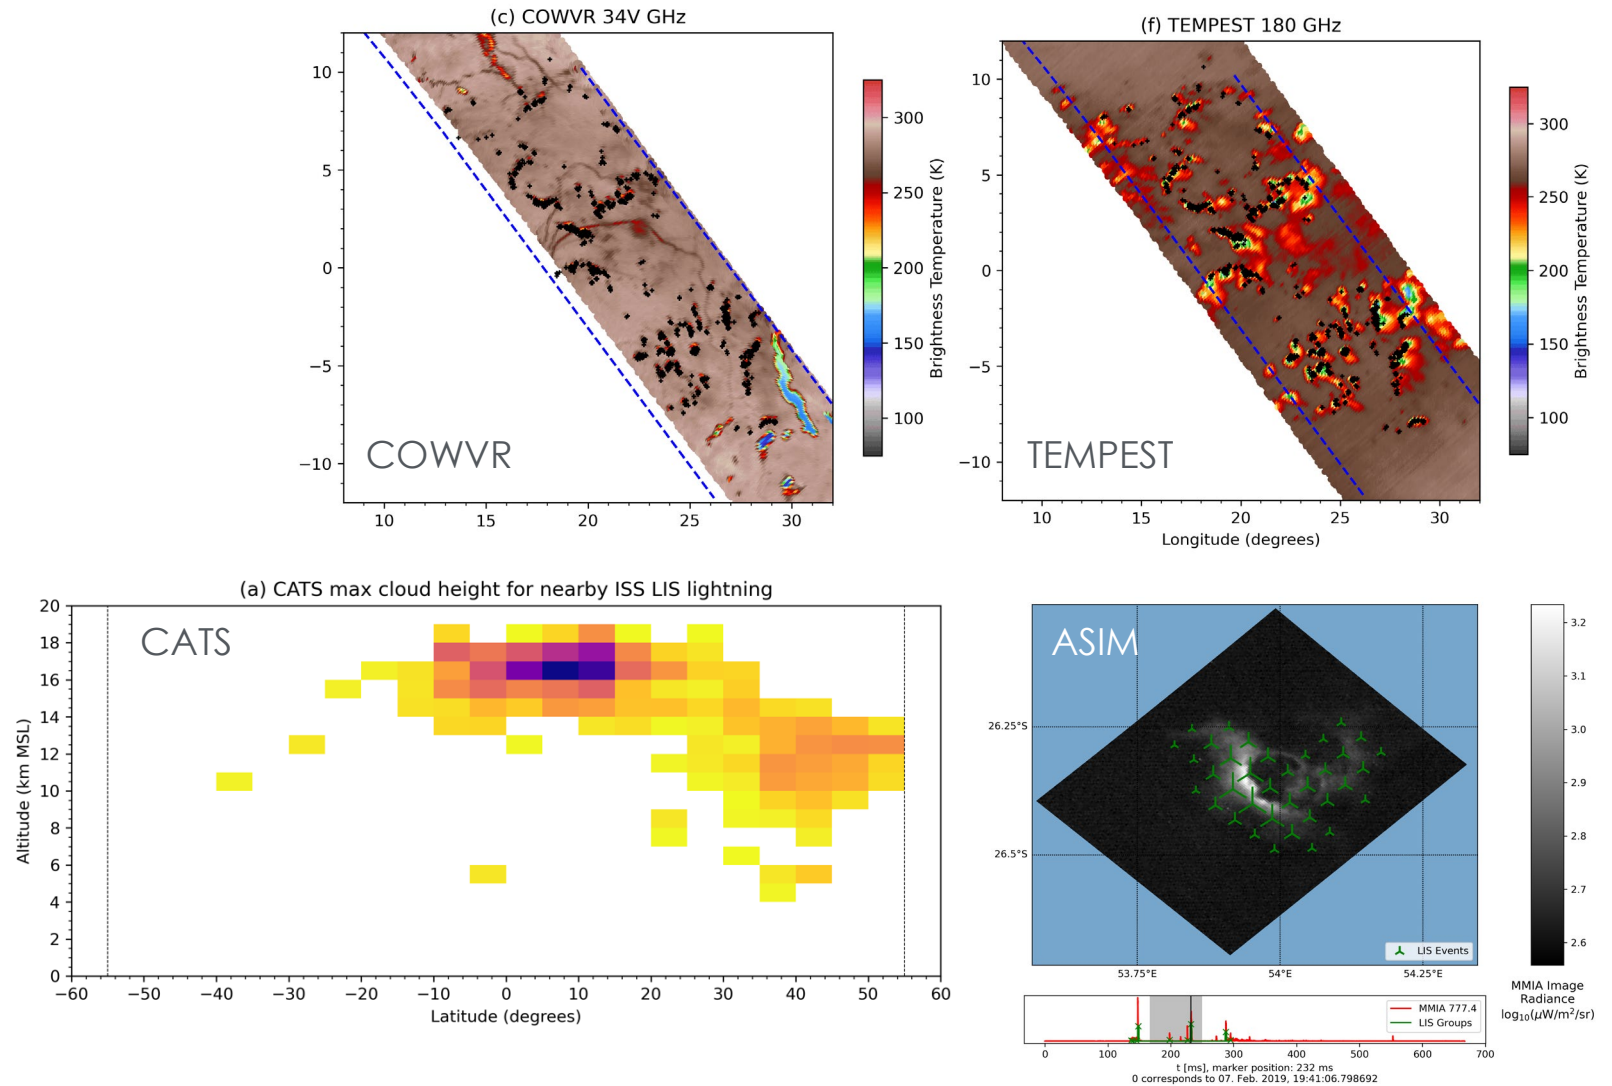 (c) COWVR 34V GHz
10
5
0
−5
−10
10 15 20 25 30
COWVR
300
250
200
150
100
Brightness Temperature (K)
(f) TEMPEST 180 GHz
10
5
0
−5
−10
10 15 20 25 30
Longitude (degrees)
TEMPEST
300
250
200
150
100
Brightness Temperature (K)
(a) CATS max cloud height for nearby ISS LIS lightning
CATS
Altitude (km MSL)
20
18
16
14
12
10
8
6
4
2
0
−60 −50 −40 −30 −20 −10 0 10 20 30 40 50 60
Latitude (degrees)
ASIM
26.25°S
26.5°S
53.75°E 54°E 54.25°E
LIS Events
3.2
3.1
3.0
2.9
2.8
2.7
2.6
MMIA Image
Radiance
log₁₀(μW/m²/sr)
MMIA 777.4
LIS Groups
0 100 200 300 400 500 600 700
t [ms], marker position: 232 ms
0 corresponds to 07. Feb. 2019, 19:41:06.798692